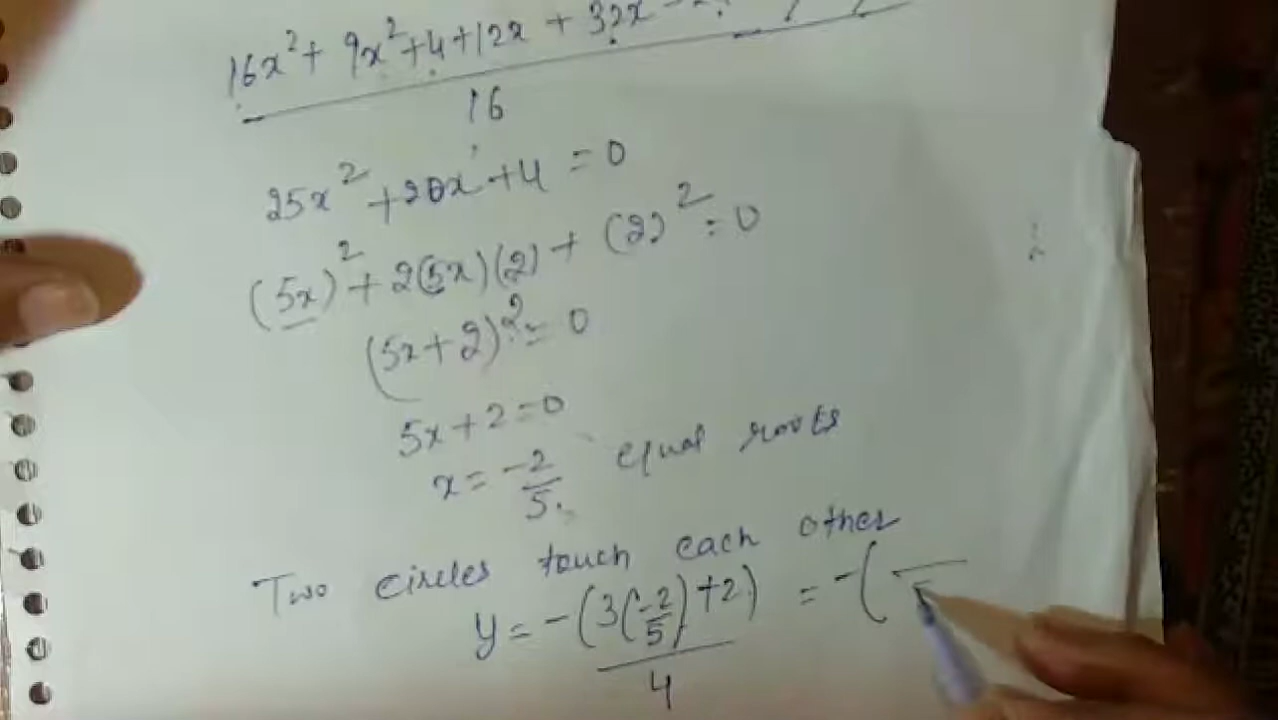 16x² + 9x² + 4 + 12x + 32x
16
25x² + 20x + 4 = 0
(5x)² + 2(5x)(2) + (2)² = 0
(5x + 2)² = 0
5x + 2 = 0
x = -2/5. equal roots
Two circles touch each other
y = -(3(-2/5) + 2)/4 = -(